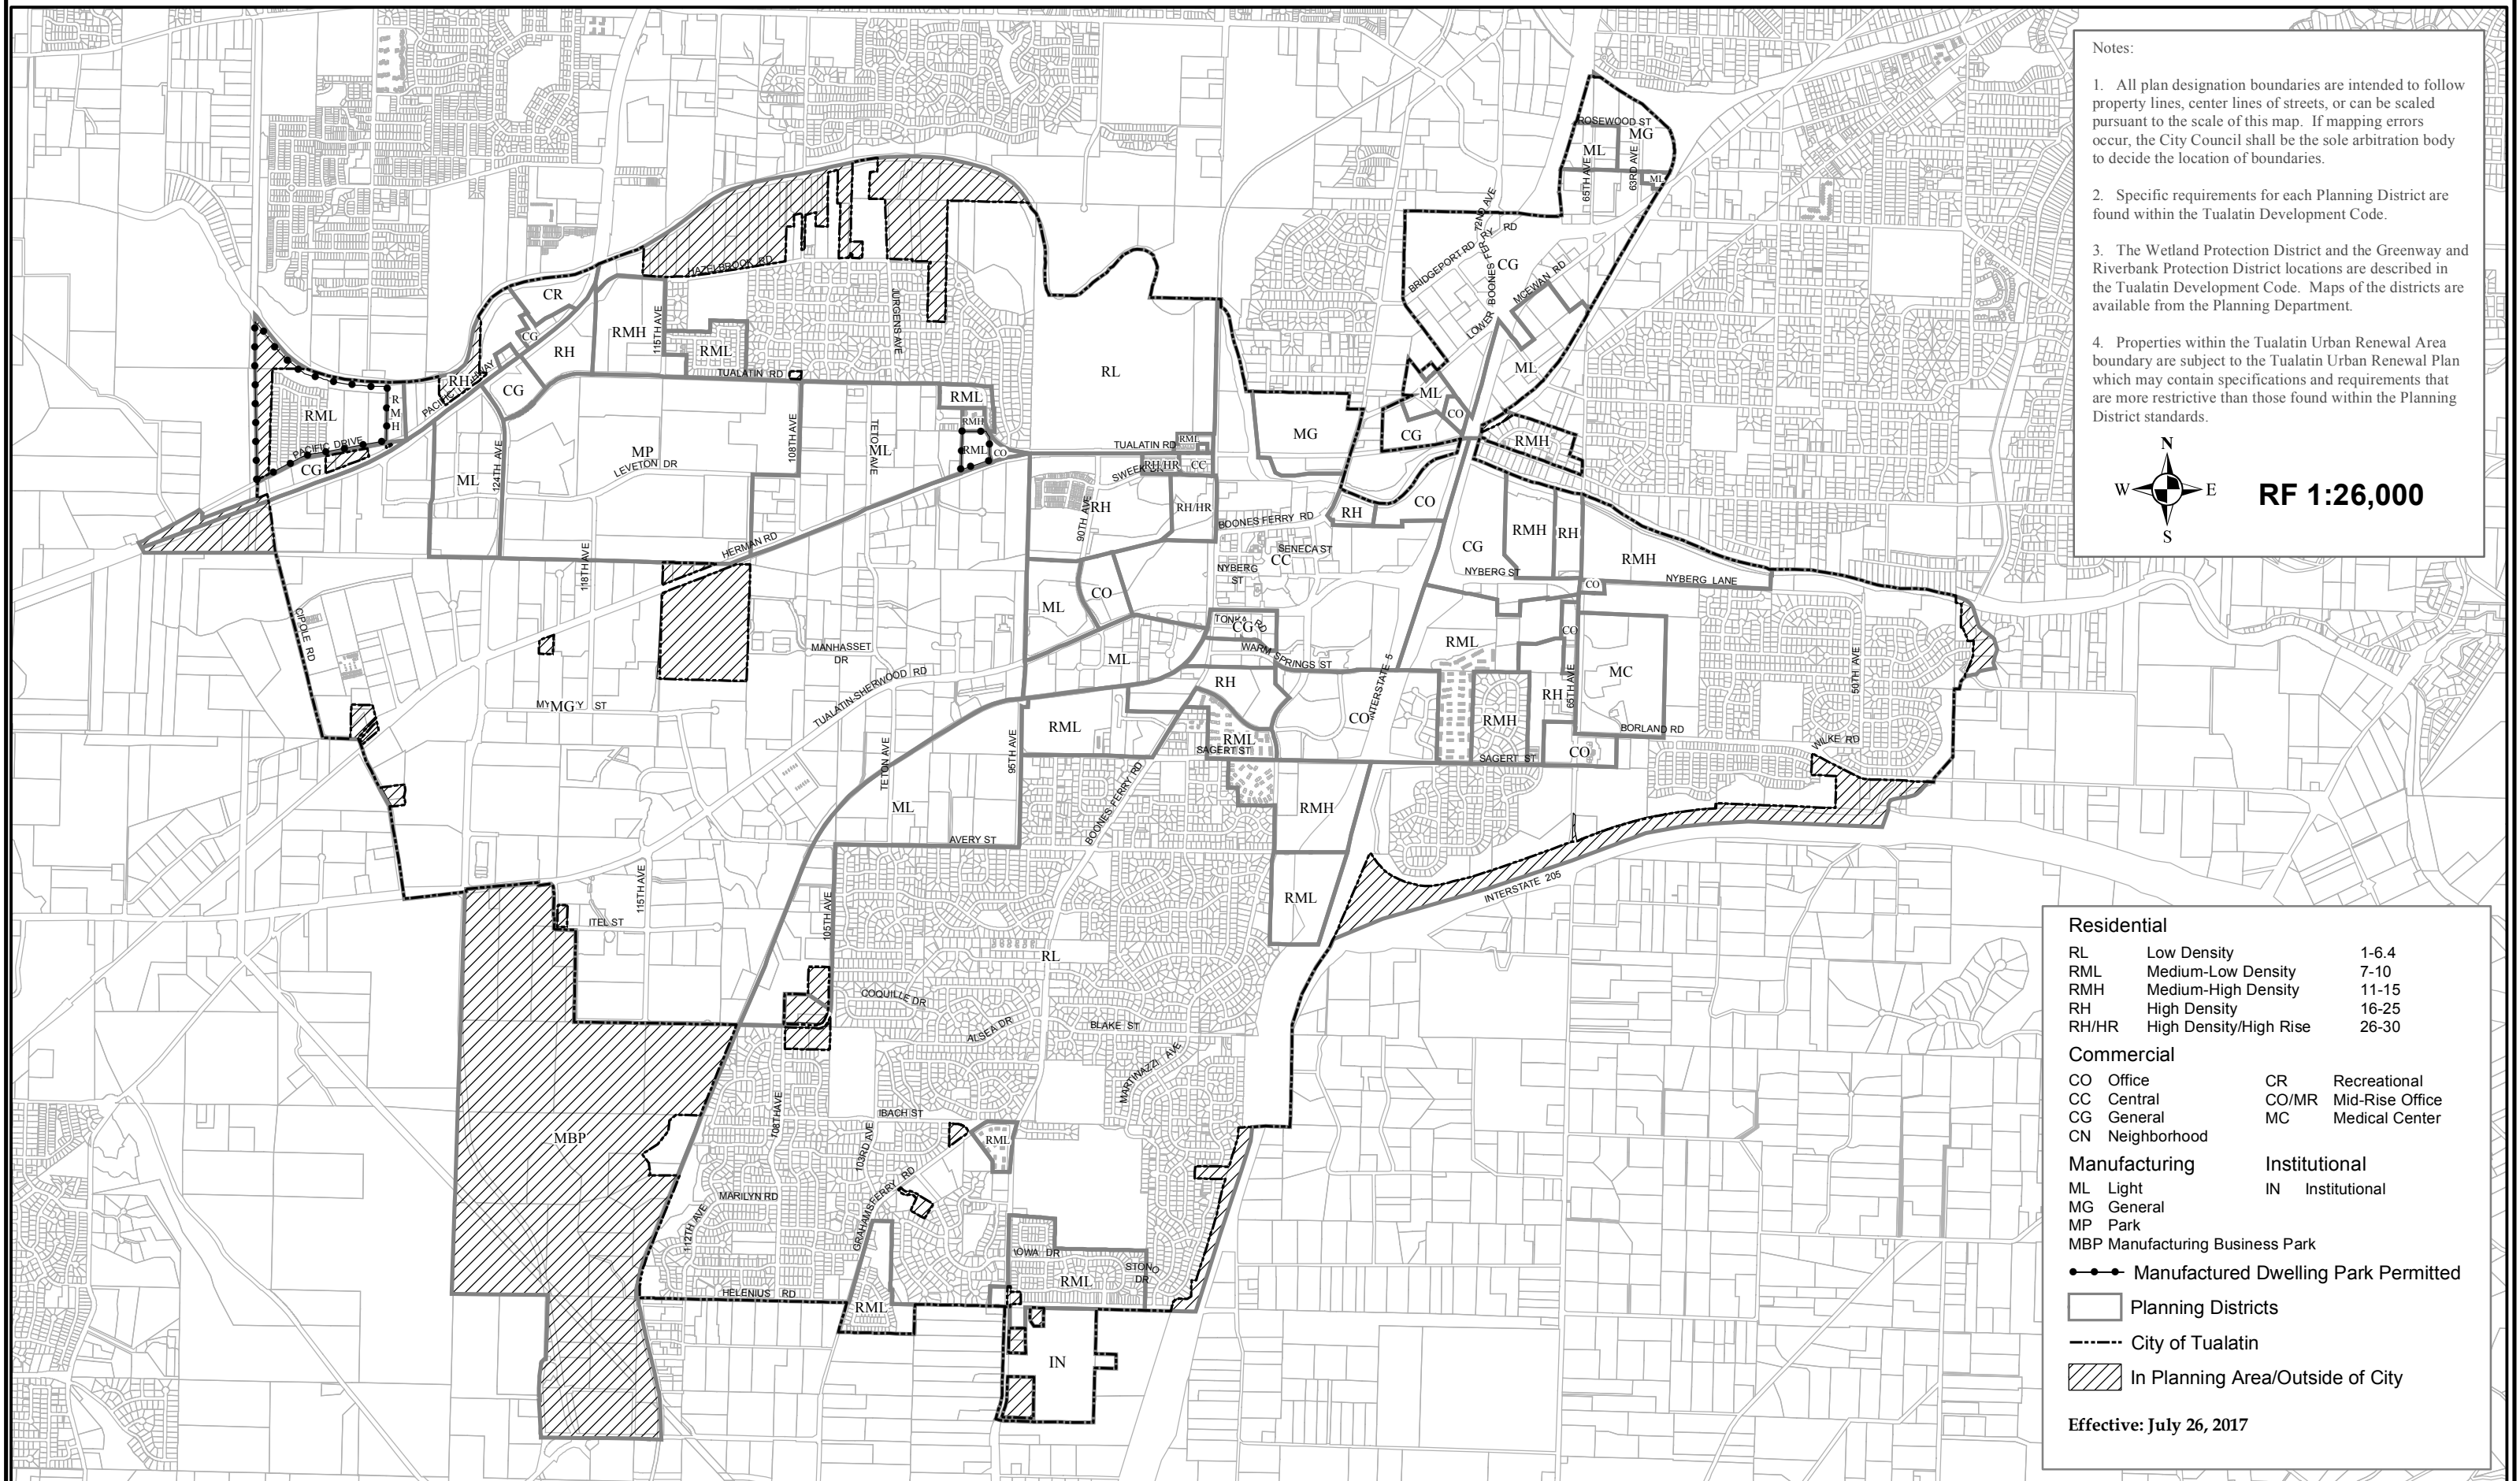 Notes:
1. All plan designation boundaries are intended to follow
property lines, center lines of streets, or can be scaled
pursuant to the scale of this map. If mapping errors
occur, the City Council shall be the sole arbitration body
to decide the location of boundaries.
2. Specific requirements for each Planning District are
found within the Tualatin Development Code.
3. The Wetland Protection District and the Greenway and
Riverbank Protection District locations are described in
the Tualatin Development Code. Maps of the districts are
available from the Planning Department.
4. Properties within the Tualatin Urban Renewal Area
boundary are subject to the Tualatin Urban Renewal Plan
which may contain specifications and requirements that
are more restrictive than those found within the Planning
District standards.
N
W E
S
RF 1:26,000
ROSEWOOD ST
MG
ML
65TH AVE
63RD AVE
ML
72ND AVE
BRIDGEPORT RD
LOWER BOONES FERRY RD
CG
MCEWAN RD
ML
ML
CO
CG
RMH
MG
HAZELBROOK RD
CR
CG
RH
RMH
115TH AVE
RML
JURGENS AVE
TUALATIN RD
RL
RH
PACIFIC HIGHWAY
CG
RML
RMH
PACIFIC DRIVE
CG
ML
124TH AVE
MP
LEVETON DR
108TH AVE
TETON AVE
ML
RML
RMH
RML
CO
TUALATIN RD
RML
SWEEK DR
RH/HR
CC
90TH AVE
RH
RH/HR
BOONES FERRY RD
RH
CO
SENECA ST
CC
NYBERG ST
CG
NYBERG ST
RMH
RH
RMH
CO
NYBERG LANE
HERMAN RD
118TH AVE
CIPOLE RD
ML
CO
TONKA RD
CG
WARM SPRINGS ST
ML
MANHASSET DR
TUALATIN-SHERWOOD RD
MYSLONY ST
MG
RH
INTERSTATE 5
RML
CO
RH
65TH AVE
MC
50TH AVE
BORLAND RD
WILKE RD
RML
RML
SAGERT ST
CO
RMH
SAGERT ST
CO
95TH AVE
TETON AVE
ML
AVERY ST
BOONES FERRY RD
RMH
RML
INTERSTATE 205
115TH AVE
ITEL ST
105TH AVE
RL
COQUILLE DR
ALSEA DR
BLAKE ST
MARTINAZZI AVE
MBP
108TH AVE
IBACH ST
103RD AVE
RML
GRAHAMS FERRY RD
MARILYN RD
112TH AVE
IOWA DR
STONO DR
RML
HELENIUS RD
RML
IN
Residential
RL Low Density 1-6.4
RML Medium-Low Density 7-10
RMH Medium-High Density 11-15
RH High Density 16-25
RH/HR High Density/High Rise 26-30
Commercial
CO Office CR Recreational
CC Central CO/MR Mid-Rise Office
CG General MC Medical Center
CN Neighborhood
Manufacturing Institutional
ML Light IN Institutional
MG General
MP Park
MBP Manufacturing Business Park
Manufactured Dwelling Park Permitted
Planning Districts
City of Tualatin
In Planning Area/Outside of City
Effective: July 26, 2017